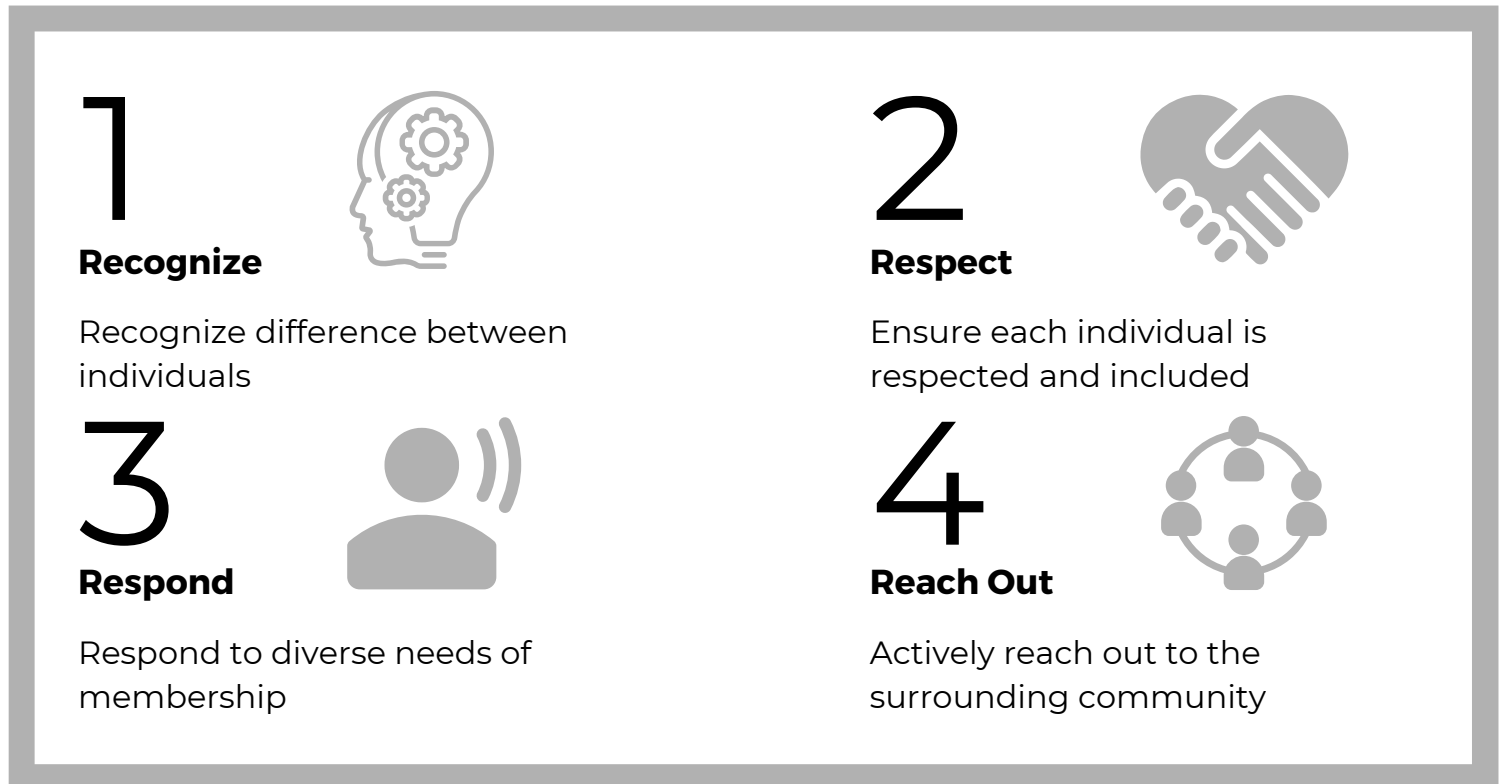 1
Recognize
Recognize difference between
individuals
2
Respect
Ensure each individual is
respected and included
3
Respond
Respond to diverse needs of
membership
4
Reach Out
Actively reach out to the
surrounding community